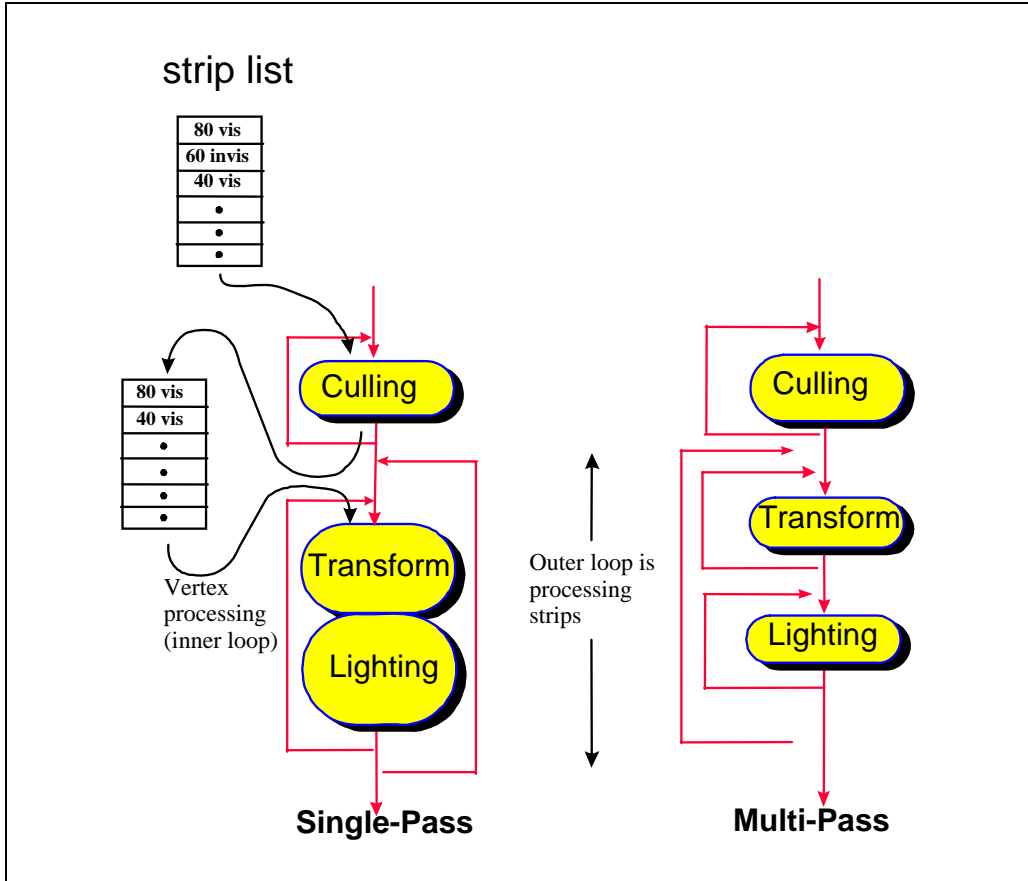 strip list
80 vis
60 invis
40 vis
80 vis
40 vis
Culling
Transform
Lighting
Vertex
processing
(inner loop)
Single-Pass
Outer loop is
processing
strips
Culling
Transform
Lighting
Multi-Pass